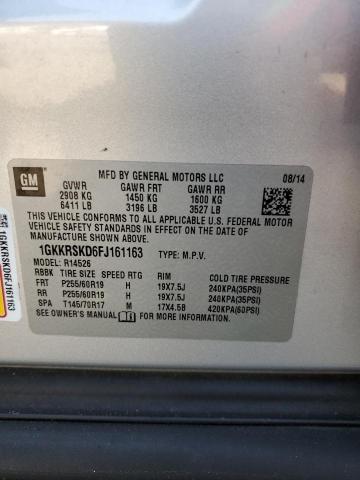 GM
MFD BY GENERAL MOTORS LLC 08/14
GVWR GAWR FRT GAWR RR
2908 KG 1450 KG 1600 KG
6411 LB 3196 LB 3527 LB
THIS VEHICLE CONFORMS TO ALL APPLICABLE U.S. FEDERAL MOTOR
VEHICLE SAFETY STANDARDS IN EFFECT ON THE DATE OF MANUFACTURE
SHOWN ABOVE.
1GKKRSKD6FJ161163 TYPE: M.P.V.
MODEL: R14526
RBBK TIRE SIZE SPEED RTG RIM COLD TIRE PRESSURE
FRT P255/60R19 H 19X7.5J 240KPA(35PSI)
RR P255/60R19 H 19X7.5J 240KPA(35PSI)
SPA T145/70R17 M 17X4.5B 420KPA(60PSI)
SEE OWNER'S MANUAL FOR MORE INFORMATION.
1GKKRSKD6FJ161163